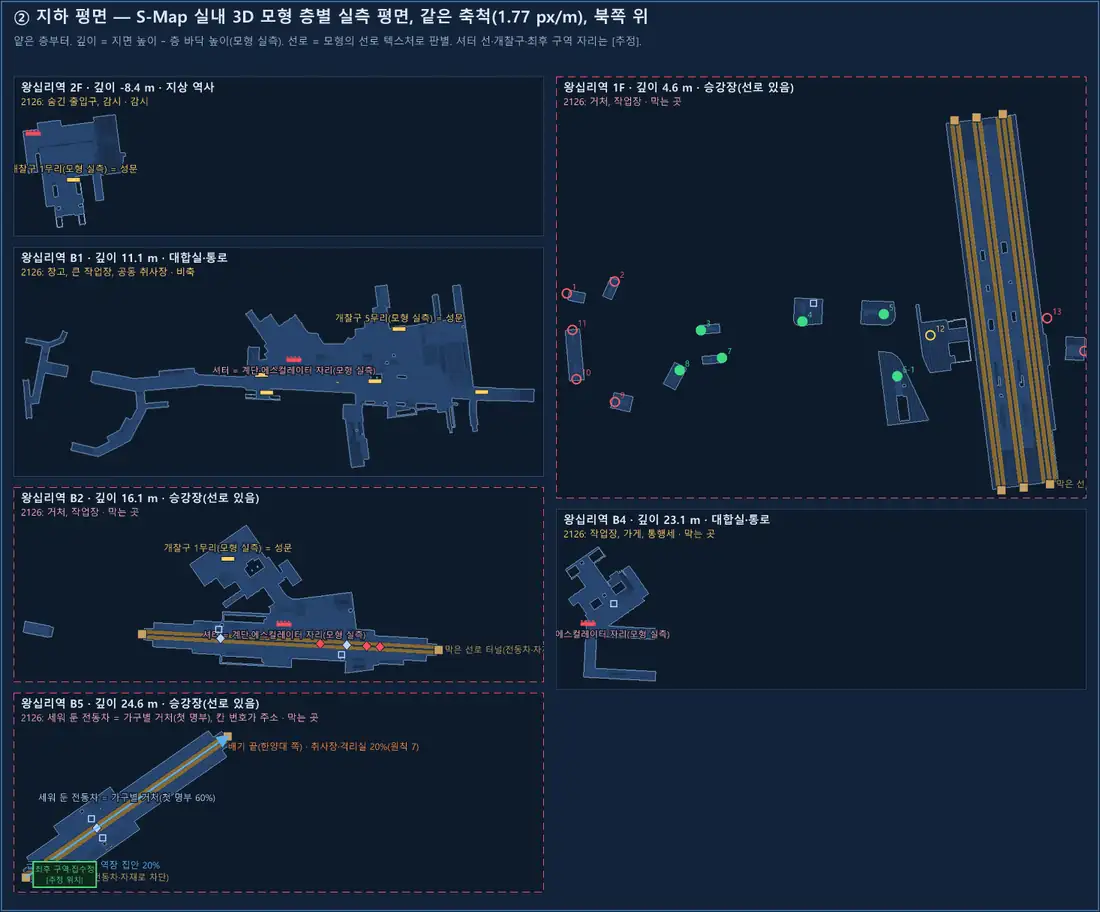 ② 지하 평면 — S-Map 실내 3D 모형 층별 실측 평면, 같은 축척(1.77 px/m), 북쪽 위
얕은 층부터. 깊이 = 지면 높이 - 층 바닥 높이(모형 실측). 선로 = 모형의 선로 텍스처로 판별. 셔터 선·개찰구·최후 구역 자리는 [추정].
왕십리역 2F · 깊이 -8.4 m · 지상 역사
2126: 숨긴 출입구, 감시 · 감시
개찰구 1무리(모형 실측) = 성문
왕십리역 1F · 깊이 4.6 m · 승강장(선로 있음)
2126: 거처, 작업장 · 막는 곳
1
2
3
4
5
6-1
7
8
9
10
11
12
13
막은 선
왕십리역 B1 · 깊이 11.1 m · 대합실·통로
2126: 창고, 큰 작업장, 공동 취사장 · 비축
개찰구 5무리(모형 실측) = 성문
셔터 = 계단·에스컬레이터 자리(모형 실측)
왕십리역 B2 · 깊이 16.1 m · 승강장(선로 있음)
2126: 거처, 작업장 · 막는 곳
개찰구 1무리(모형 실측) = 성문
셔터 = 계단·에스컬레이터 자리(모형 실측)
막은 선로 터널(전동차·자
왕십리역 B4 · 깊이 23.1 m · 대합실·통로
2126: 작업장, 가게, 통행세 · 막는 곳
에스컬레이터 자리(모형 실측)
왕십리역 B5 · 깊이 24.6 m · 승강장(선로 있음)
2126: 세워 둔 전동차 = 가구별 거처(첫 명부), 칸 번호가 주소 · 막는 곳
배기 끝(한양대 쪽) · 취사장·격리실 20%(원칙 7)
세워 둔 전동차 = 가구별 거처(첫 명부 60%)
역장 집안 20%
최후 구역·집수정
[추정 위치]
전동차·자재로 차단)